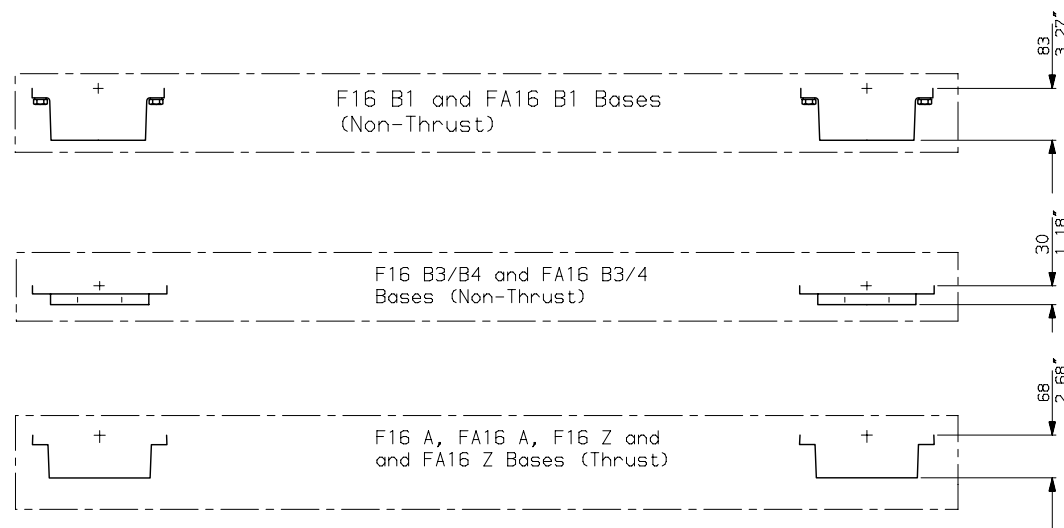 83
3.27"
F16 B1 and FA16 B1 Bases
(Non-Thrust)
30
1.18"
F16 B3/B4 and FA16 B3/4
Bases (Non-Thrust)
68
2.68"
F16 A, FA16 A, F16 Z and
and FA16 Z Bases (Thrust)